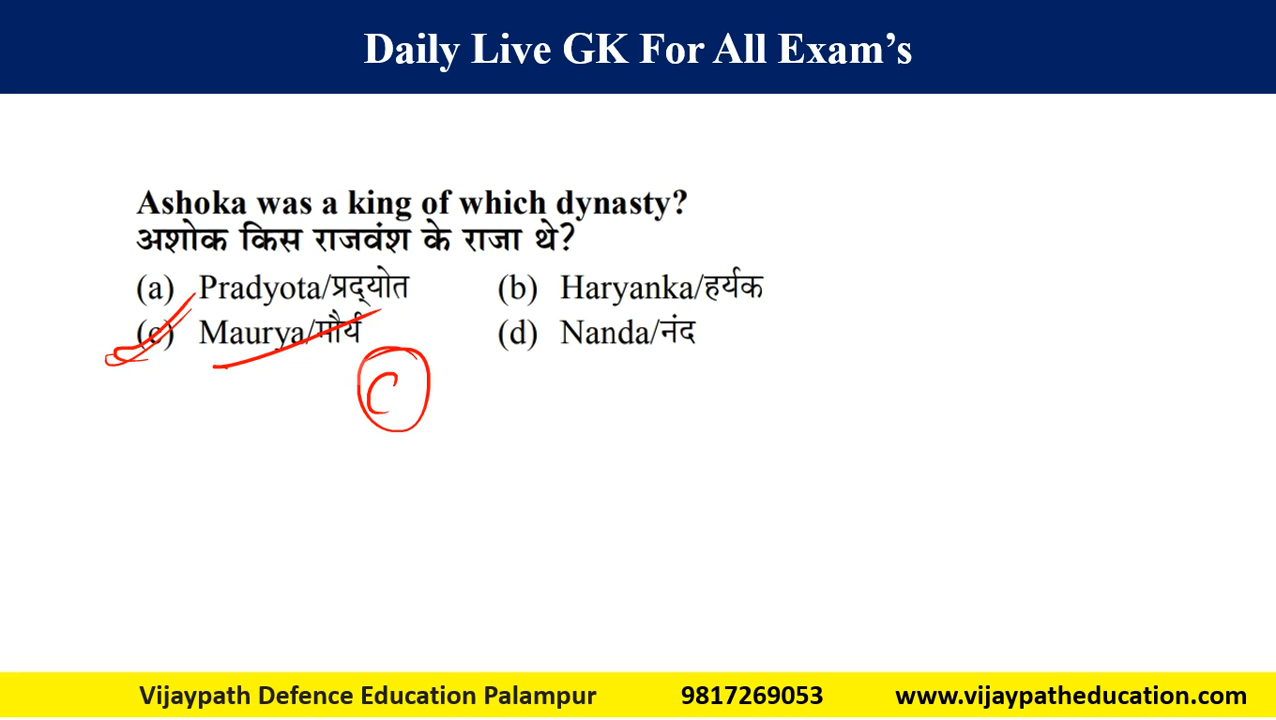 Daily Live GK For All Exam’s
Ashoka was a king of which dynasty?
अशोक किस राजवंश के राजा थे?
(a) Pradyota/प्रद्योत (b) Haryanka/हर्यक
(c) Maurya/मौर्य (d) Nanda/नंद
C
Vijaypath Defence Education Palampur 9817269053 www.vijaypatheducation.com